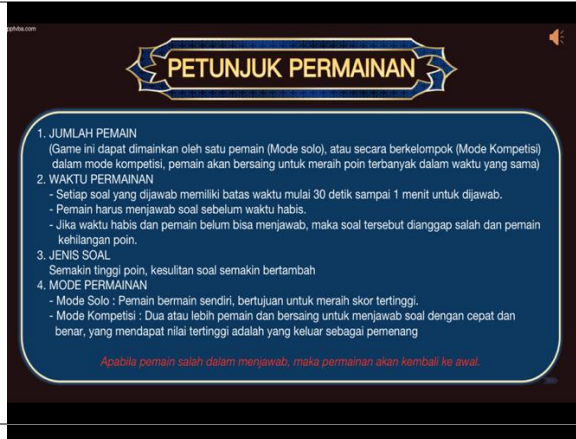 pptvba.com
PETUNJUK PERMAINAN
1. JUMLAH PEMAIN
(Game ini dapat dimainkan oleh satu pemain (Mode solo), atau secara berkelompok (Mode Kompetisi)
dalam mode kompetisi, pemain akan bersaing untuk meraih poin terbanyak dalam waktu yang sama)
2. WAKTU PERMAINAN
- Setiap soal yang dijawab memiliki batas waktu mulai 30 detik sampai 1 menit untuk dijawab.
- Pemain harus menjawab soal sebelum waktu habis.
- Jika waktu habis dan pemain belum bisa menjawab, maka soal tersebut dianggap salah dan pemain
kehilangan poin.
3. JENIS SOAL
Semakin tinggi poin, kesulitan soal semakin bertambah
4. MODE PERMAINAN
- Mode Solo : Pemain bermain sendiri, bertujuan untuk meraih skor tertinggi.
- Mode Kompetisi : Dua atau lebih pemain dan bersaing untuk menjawab soal dengan cepat dan
benar, yang mendapat nilai tertinggi adalah yang keluar sebagai pemenang
Apabila pemain salah dalam menjawab, maka permainan akan kembali ke awal.